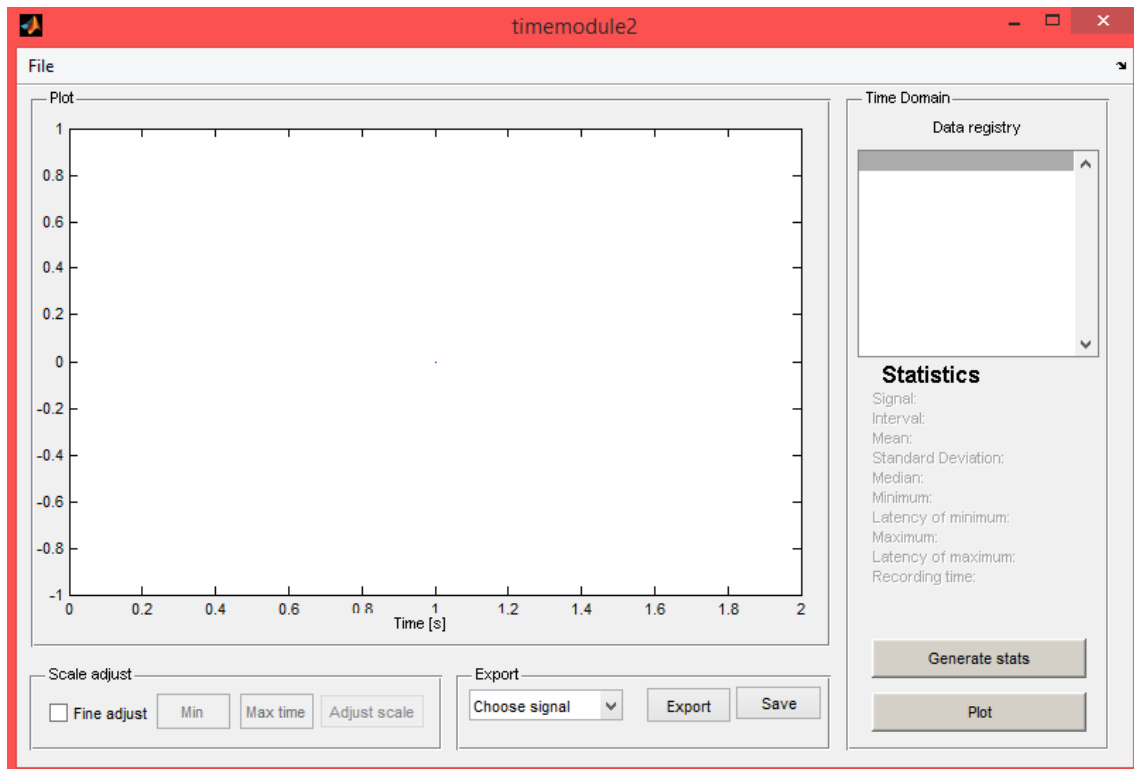 timemodule2
File
Plot
1
0.8
0.6
0.4
0.2
0
-0.2
-0.4
-0.6
-0.8
-1
0 0.2 0.4 0.6 0.8 1 1.2 1.4 1.6 1.8 2
Time [s]
Time Domain
Data registry
Statistics
Signal:
Interval:
Mean:
Standard Deviation:
Median:
Minimum:
Latency of minimum:
Maximum:
Latency of maximum:
Recording time:
Generate stats
Plot
Scale adjust
Fine adjust Min Max time Adjust scale
Export
Choose signal Export Save